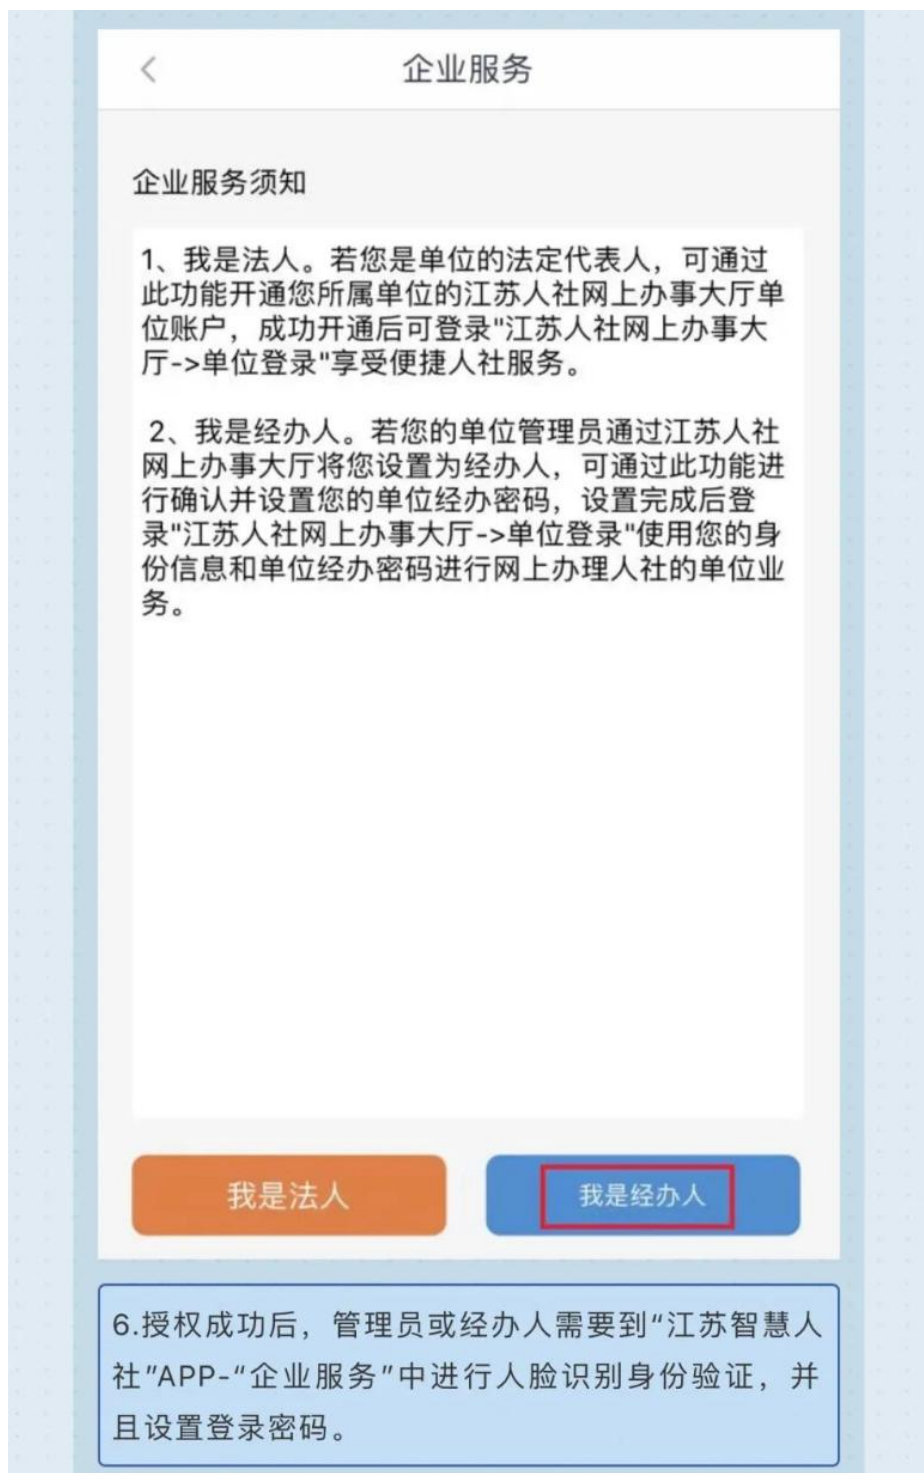 企业服务
企业服务须知
1、我是法人。若您是单位的法定代表人，可通过
此功能开通您所属单位的江苏人社网上办事大厅单
位账户，成功开通后可登录"江苏人社网上办事大
厅->单位登录"享受便捷人社服务。
2、我是经办人。若您的单位管理员通过江苏人社
网上办事大厅将您设置为经办人，可通过此功能进
行确认并设置您的单位经办密码，设置完成后登
录"江苏人社网上办事大厅->单位登录"使用您的身
份信息和单位经办密码进行网上办理人社的单位业
务。
我是法人
我是经办人
6.授权成功后，管理员或经办人需要到“江苏智慧人
社”APP-“企业服务”中进行人脸识别身份验证，并
且设置登录密码。